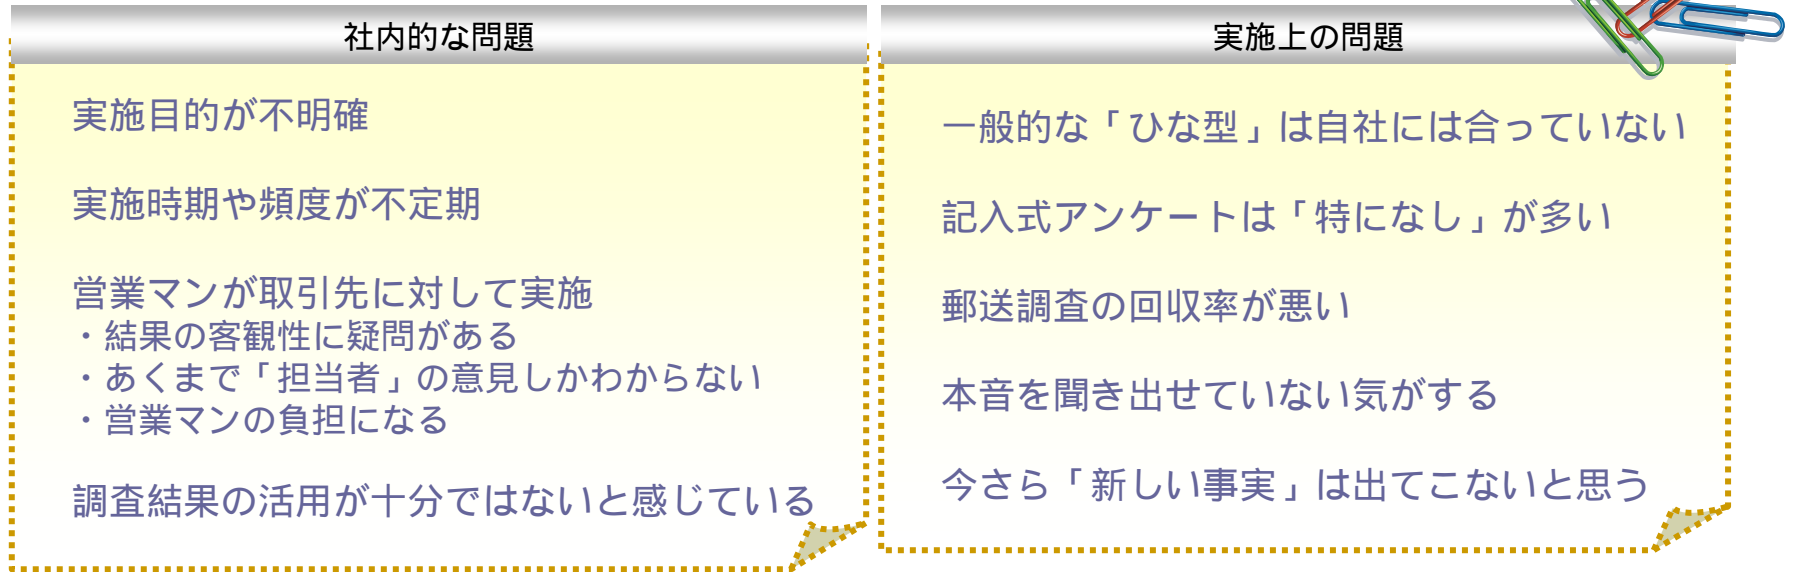 社内的な問題
実施目的が不明確
実施時期や頻度が不定期
営業マンが取引先に対して実施
・結果の客観性に疑問がある
・あくまで「担当者」の意見しかわからない
・営業マンの負担になる
調査結果の活用が十分ではないと感じている
実施上の問題
一般的な「ひな型」は自社には合っていない
記入式アンケートは「特になし」が多い
郵送調査の回収率が悪い
本音を聞き出せていない気がする
今さら「新しい事実」は出てこないと思う